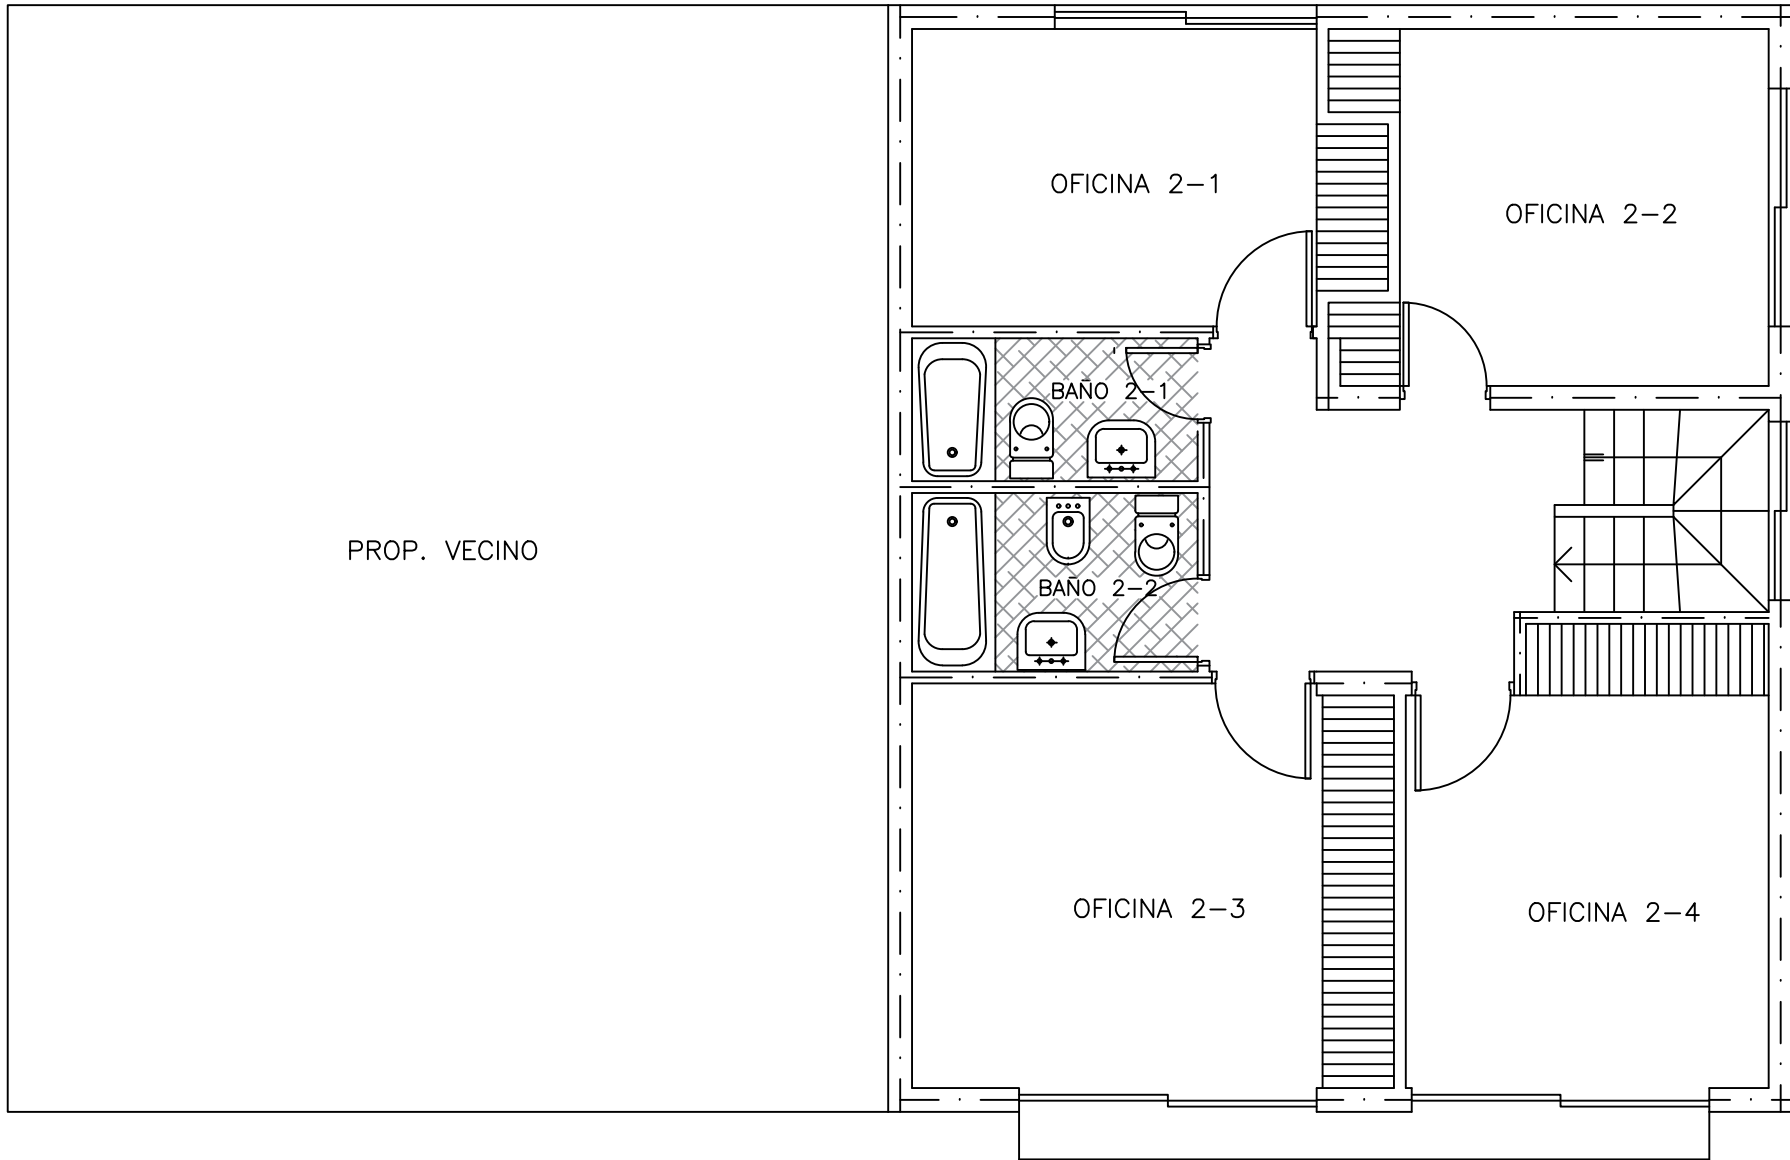 OFICINA 2-1
OFICINA 2-2
BAÑO 2-1
PROP. VECINO
BAÑO 2-2
OFICINA 2-3
OFICINA 2-4